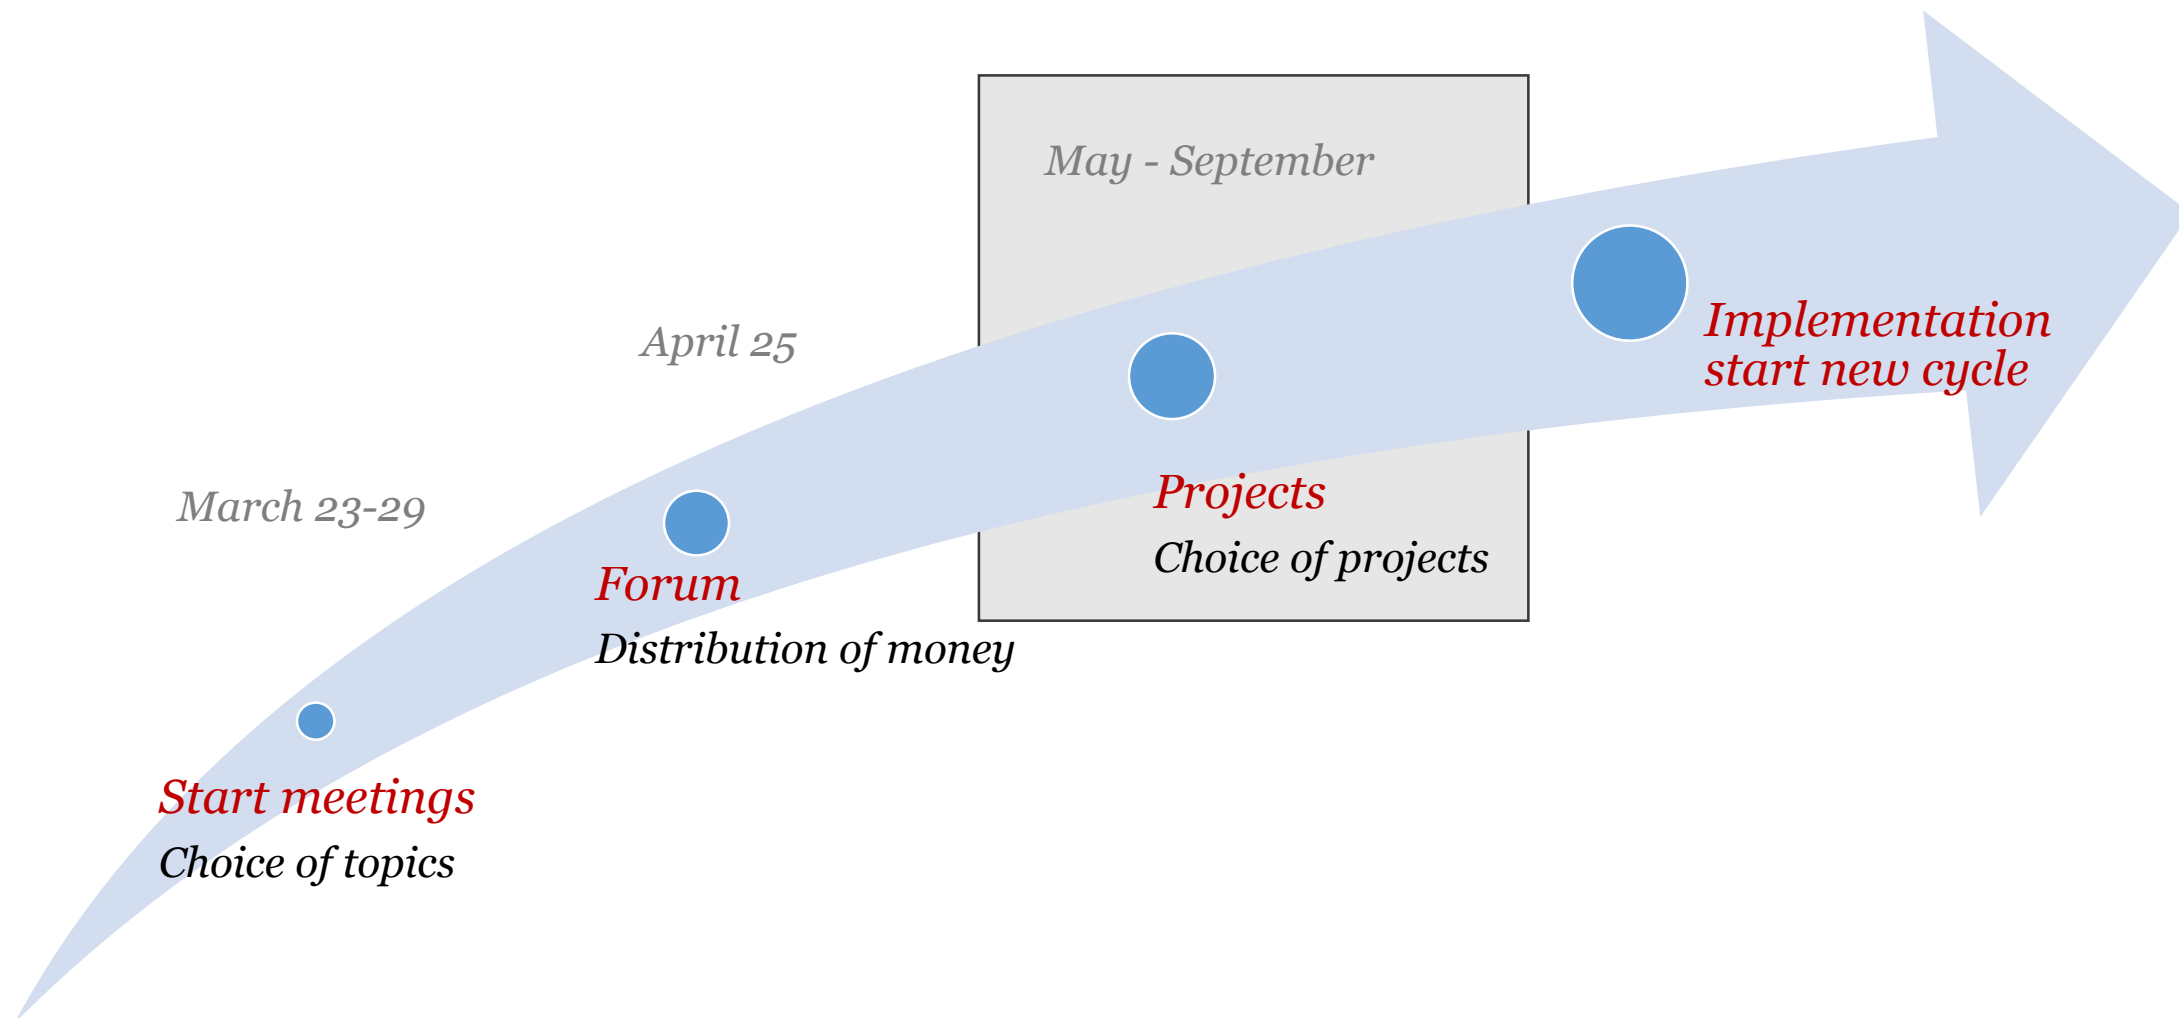 March 23-29
Start meetings
Choice of topics
April 25
Forum
Distribution of money
May - September
Projects
Choice of projects
Implementation
start new cycle